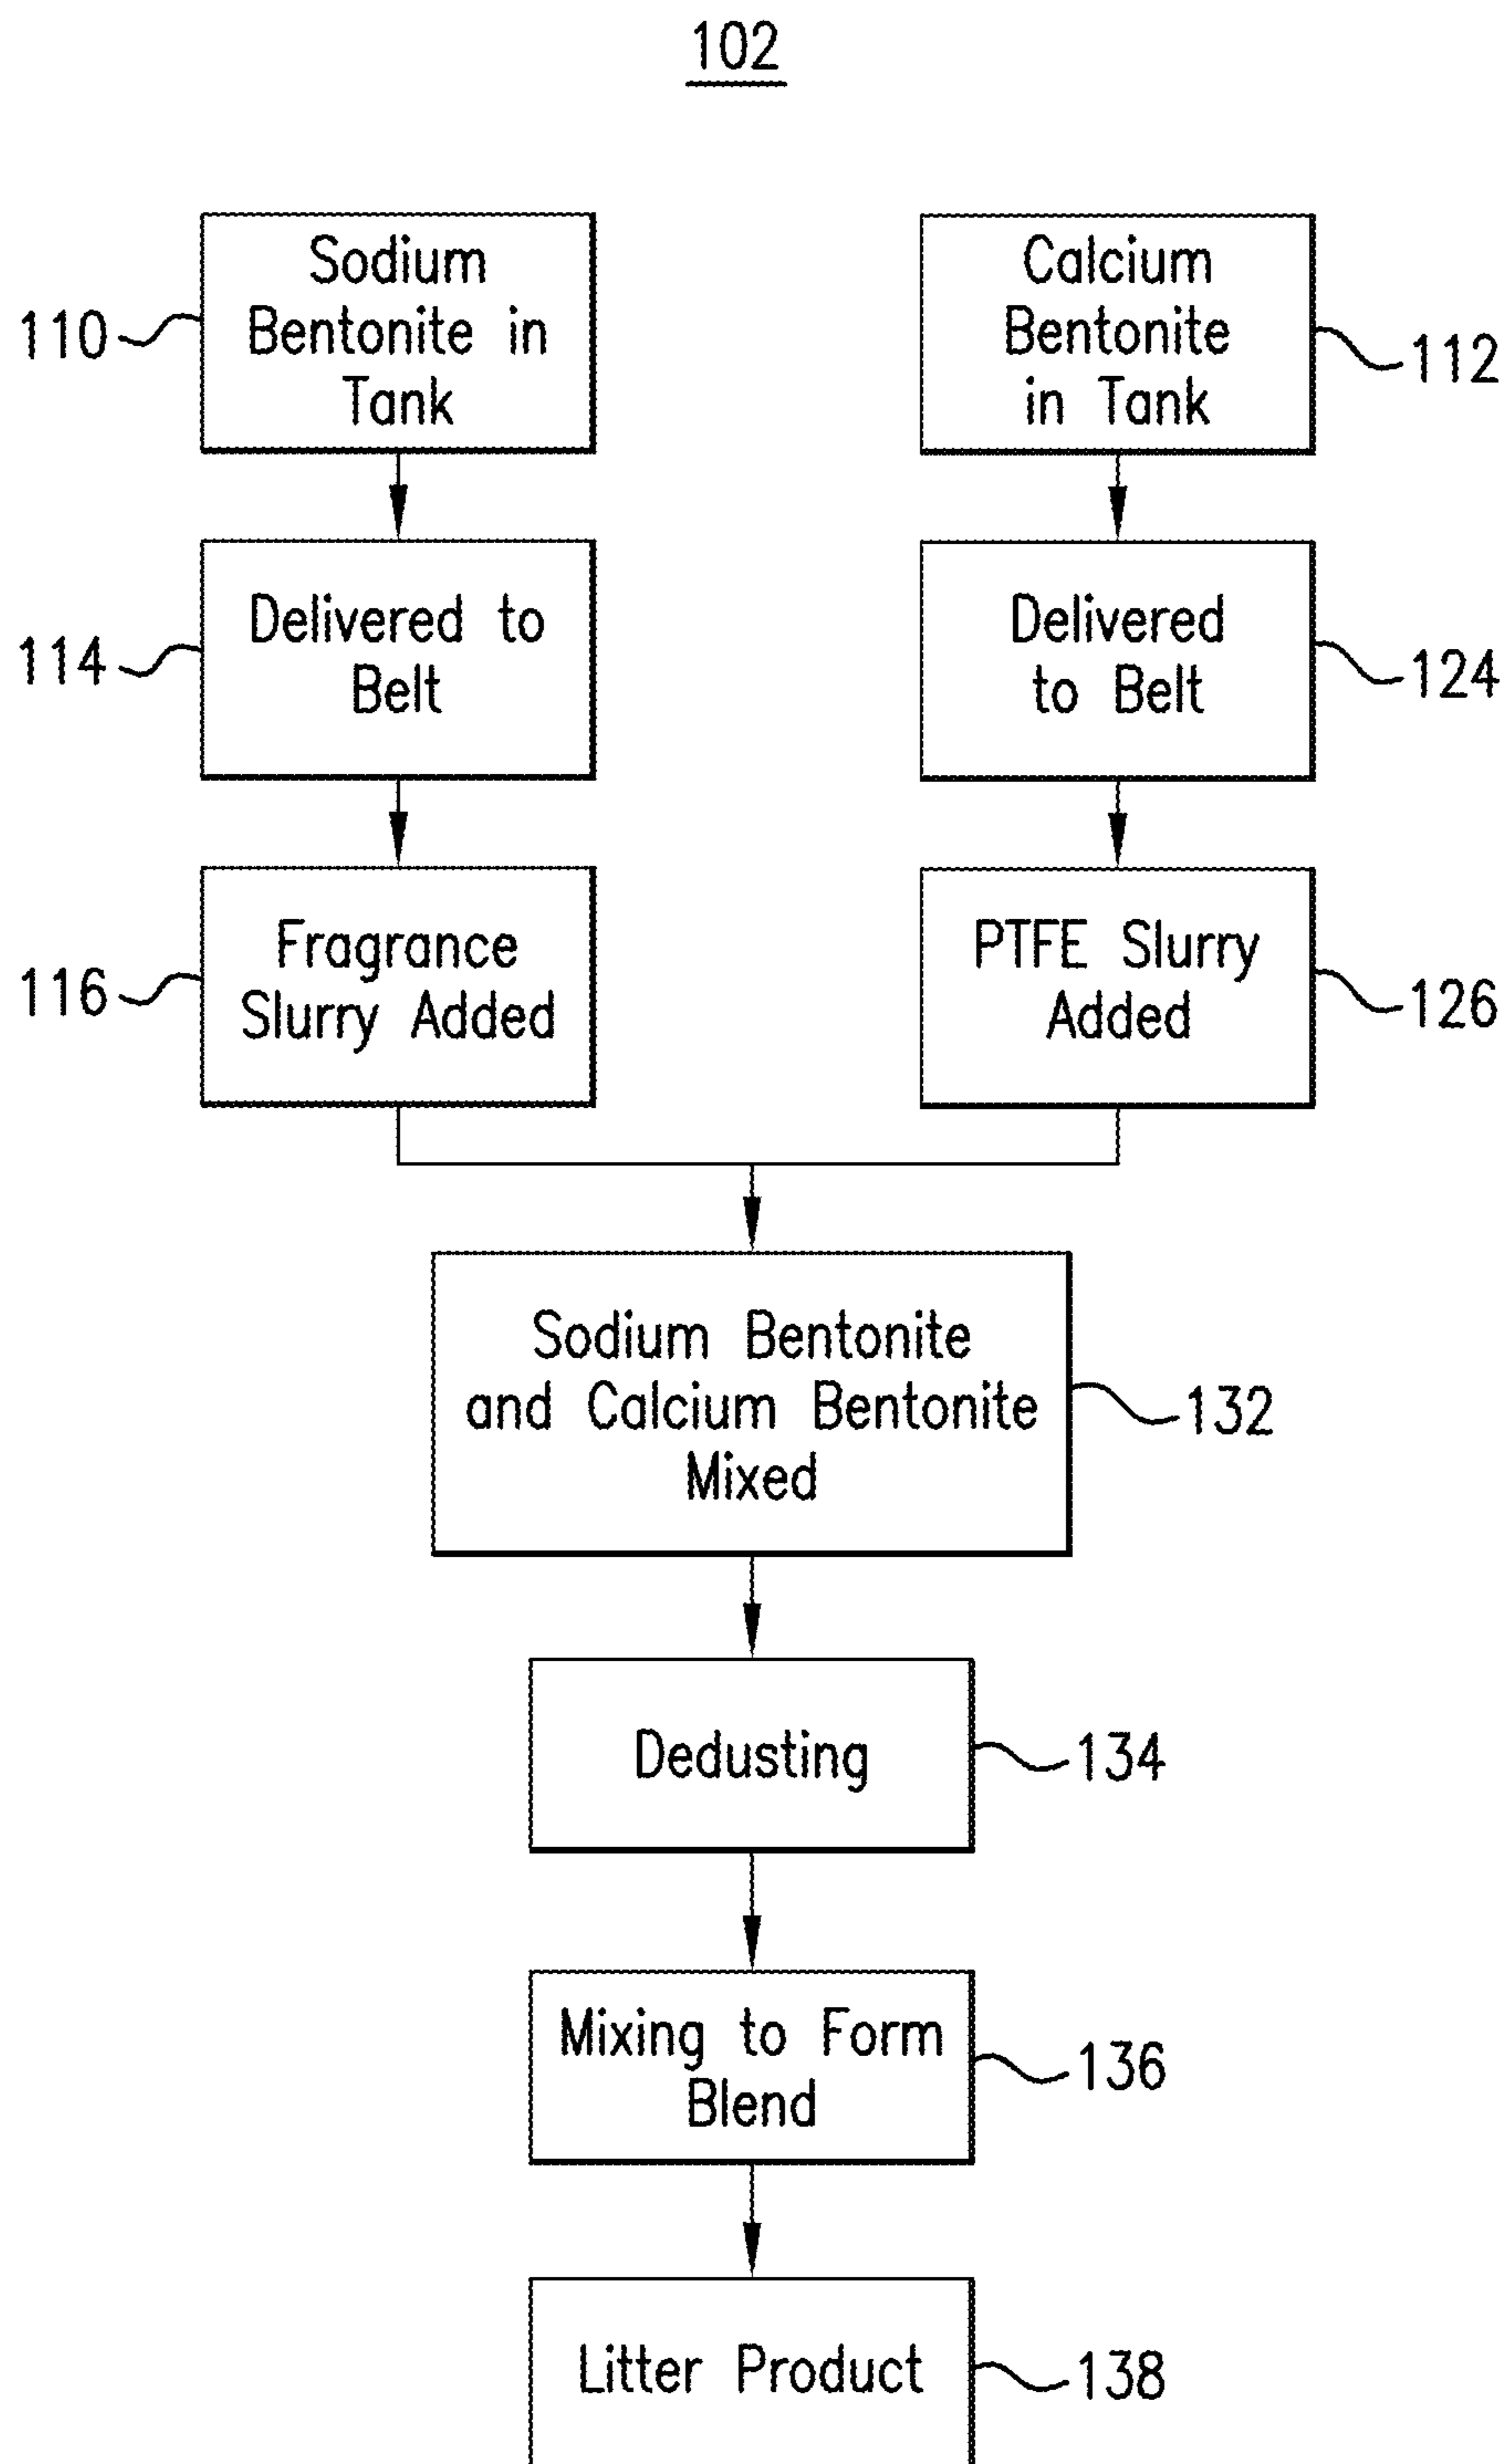 102
110
Sodium
Bentonite in
Tank
Calcium
Bentonite
in Tank
112
114
Delivered to
Belt
Delivered
to Belt
124
116
Fragrance
Slurry Added
PTFE Slurry
Added
126
Sodium Bentonite
and Calcium Bentonite
Mixed
132
Dedusting
134
Mixing to Form
Blend
136
Litter Product
138